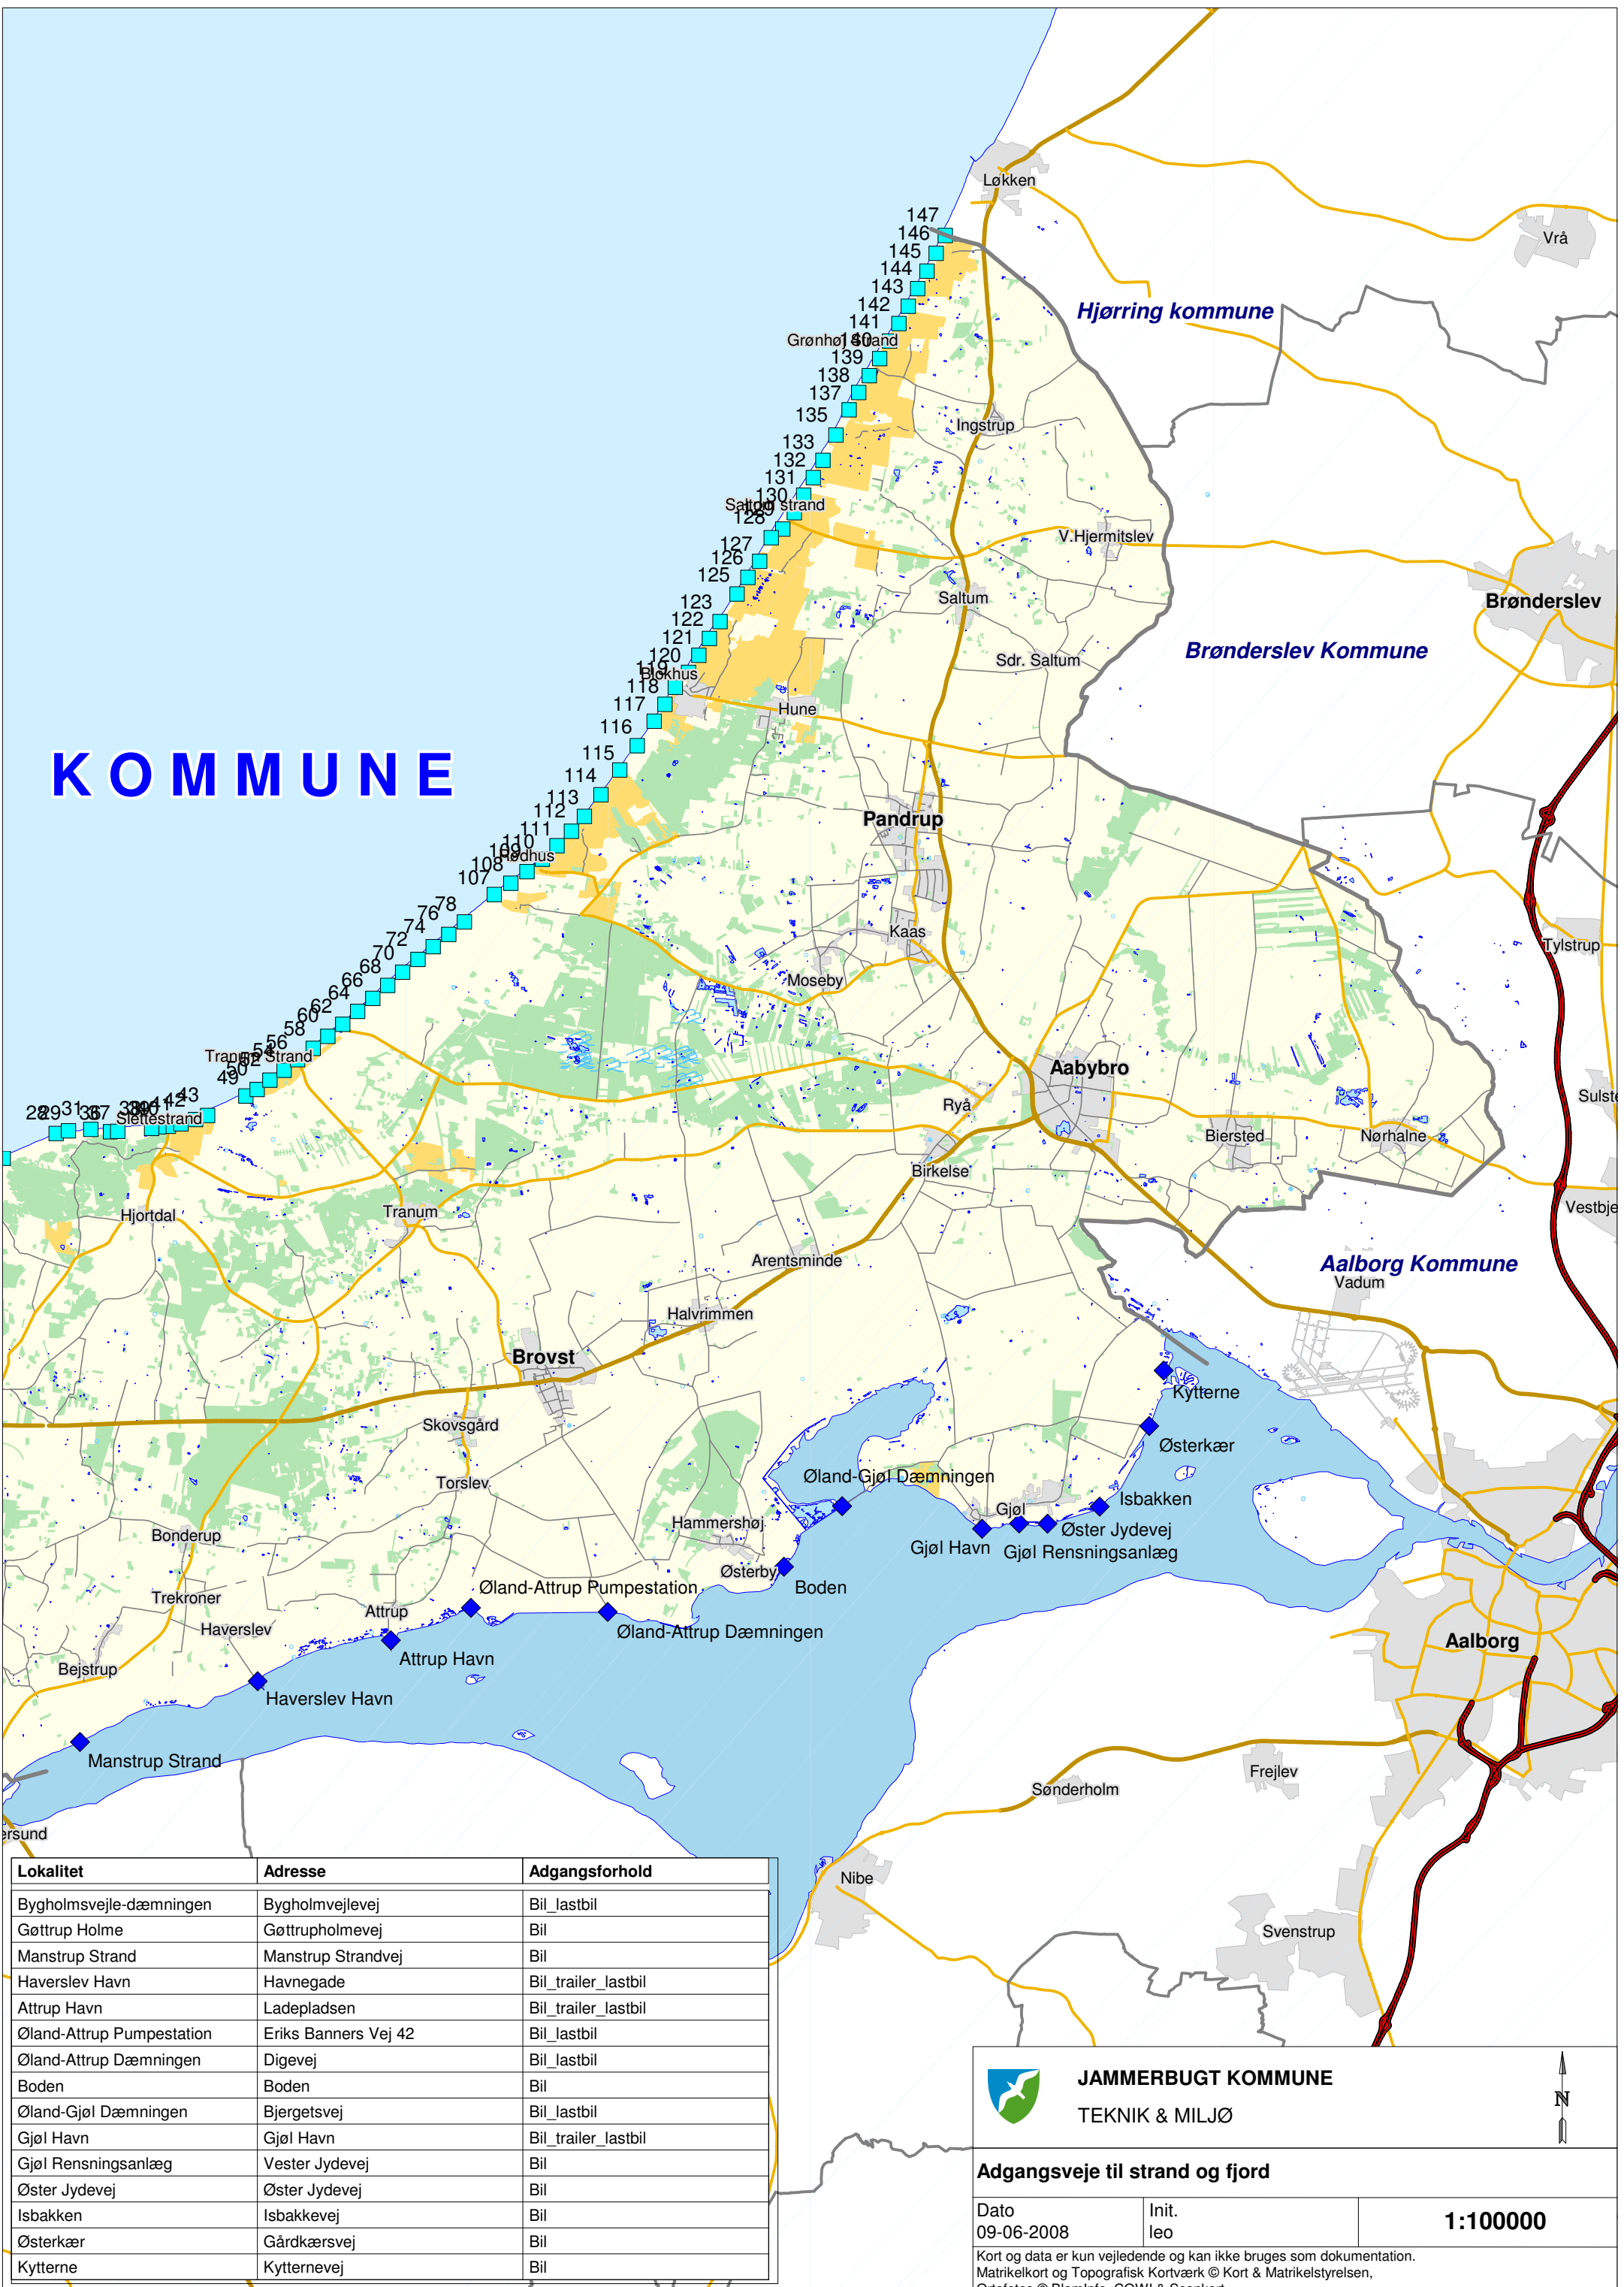 Løkken
147
146
Vrå
145
144
143
Hjørring kommune
142
141
Grønhøj Strand
140
139
138
137
135
Ingstrup
133
132
131
130
Saltum strand
128
V.Hjermitslev
127
126
125
Saltum
Brønderslev
123
122
121
Sdr. Saltum
Brønderslev Kommune
120
119
Blokhus
118
117
Hune
116
115
KOMMUNE
114
113
112
Pandrup
111
110
109
Rødhus
108
107
78
76
74
Kaas
Tylstrup
72
70
Moseby
68
66
64
62
60
58
56
54
Tranum Strand
52
50
49
Aabybro
43
42
41
Ryå
28
29
31
36
37
Slettestrand
Biersted
Nørhalne
Birkelse
Hjortdal
Tranum
Arentsminde
Aalborg Kommune
Vadum
Halvrimmen
Brovst
Kytterne
Skovsgård
Østerkær
Torslev
Øland-Gjøl Dæmningen
Isbakken
Gjøl
Hammershøj
Øster Jydevej
Bonderup
Gjøl Havn
Gjøl Rensningsanlæg
Østerby
Boden
Øland-Attrup Pumpestation
Trekroner
Attrup
Haverslev
Øland-Attrup Dæmningen
Aalborg
Attrup Havn
Bejstrup
Haverslev Havn
Manstrup Strand
Frejlev
Sønderholm
ersund
Nibe
Svenstrup
Lokalitet Adresse Adgangsforhold
Bygholmsvejle-dæmningen Bygholmvejlevej Bil_lastbil
Gøttrup Holme Gøttrupholmevej Bil
Manstrup Strand Manstrup Strandvej Bil
Haverslev Havn Havnegade Bil_trailer_lastbil
Attrup Havn Ladepladsen Bil_trailer_lastbil
Øland-Attrup Pumpestation Eriks Banners Vej 42 Bil_lastbil
Øland-Attrup Dæmningen Digevej Bil_lastbil
Boden Boden Bil
Øland-Gjøl Dæmningen Bjergetsvej Bil_lastbil
Gjøl Havn Gjøl Havn Bil_trailer_lastbil
Gjøl Rensningsanlæg Vester Jydevej Bil
Øster Jydevej Øster Jydevej Bil
Isbakken Isbakkevej Bil
Østerkær Gårdkærsvej Bil
Kytterne Kytternevej Bil
JAMMERBUGT KOMMUNE
TEKNIK & MILJØ
N
Adgangsveje til strand og fjord
Dato
09-06-2008
Init.
leo
1:100000
Kort og data er kun vejledende og kan ikke bruges som dokumentation.
Matrikelkort og Topografisk Kortværk © Kort & Matrikelstyrelsen,